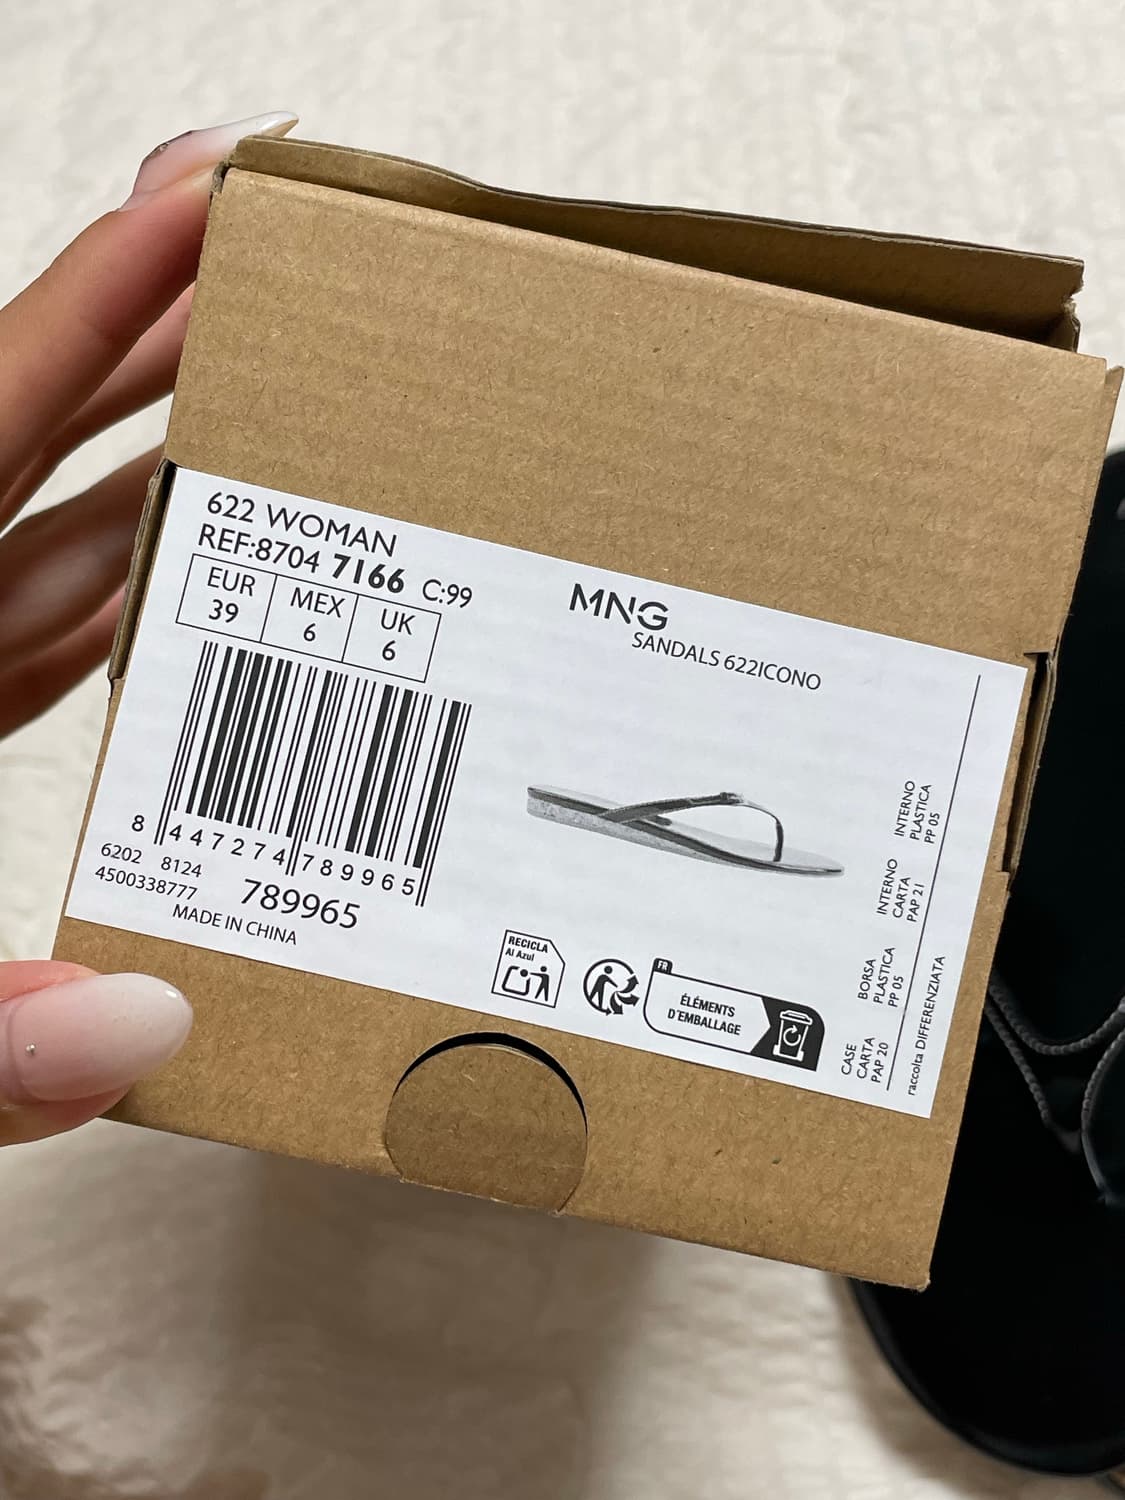 622 WOMAN
REF:8704 7166 C:99
EUR
39
MEX
6
UK
6
MNG
SANDALS 622ICONO
8 447274 789965
6202 8124
4500338777
789965
MADE IN CHINA
RECICLA
Al Azul
FR
ÉLÉMENTS
D'EMBALLAGE
CASE
CARTA
PAP 20
BORSA
PLASTICA
PP 05
INTERNO
CARTA
PAP 21
INTERNO
PLASTICA
PP 05
raccolta DIFFERENZIATA